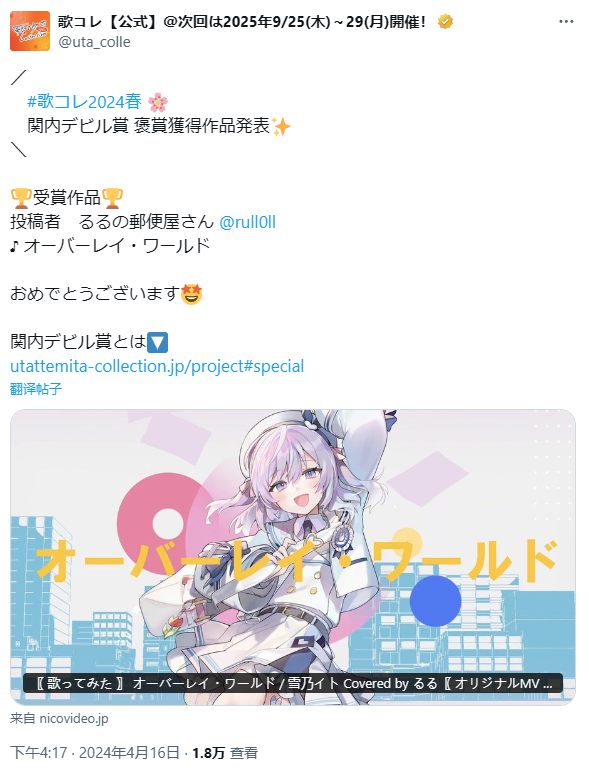 歌コレ【公式】@次回は2025年9/25(木)~29(月)開催!
@uta_colle
／
#歌コレ2024春 🌸
関内デビル賞 褒賞獲得作品発表✨
＼
🏆受賞作品🏆
投稿者　るるの郵便屋さん @rull0ll
♪ オーバーレイ・ワールド
おめでとうございます🤩
関内デビル賞とは🔽
utattemita-collection.jp/project#special
翻译帖子
オーバーレイ・ワールド
〖 歌ってみた 〗 オーバーレイ・ワールド / 雪乃イト Covered by るる〖 オリジナルMV ...
来自 nicovideo.jp
下午4:17 · 2024年4月16日 · 1.8万 查看